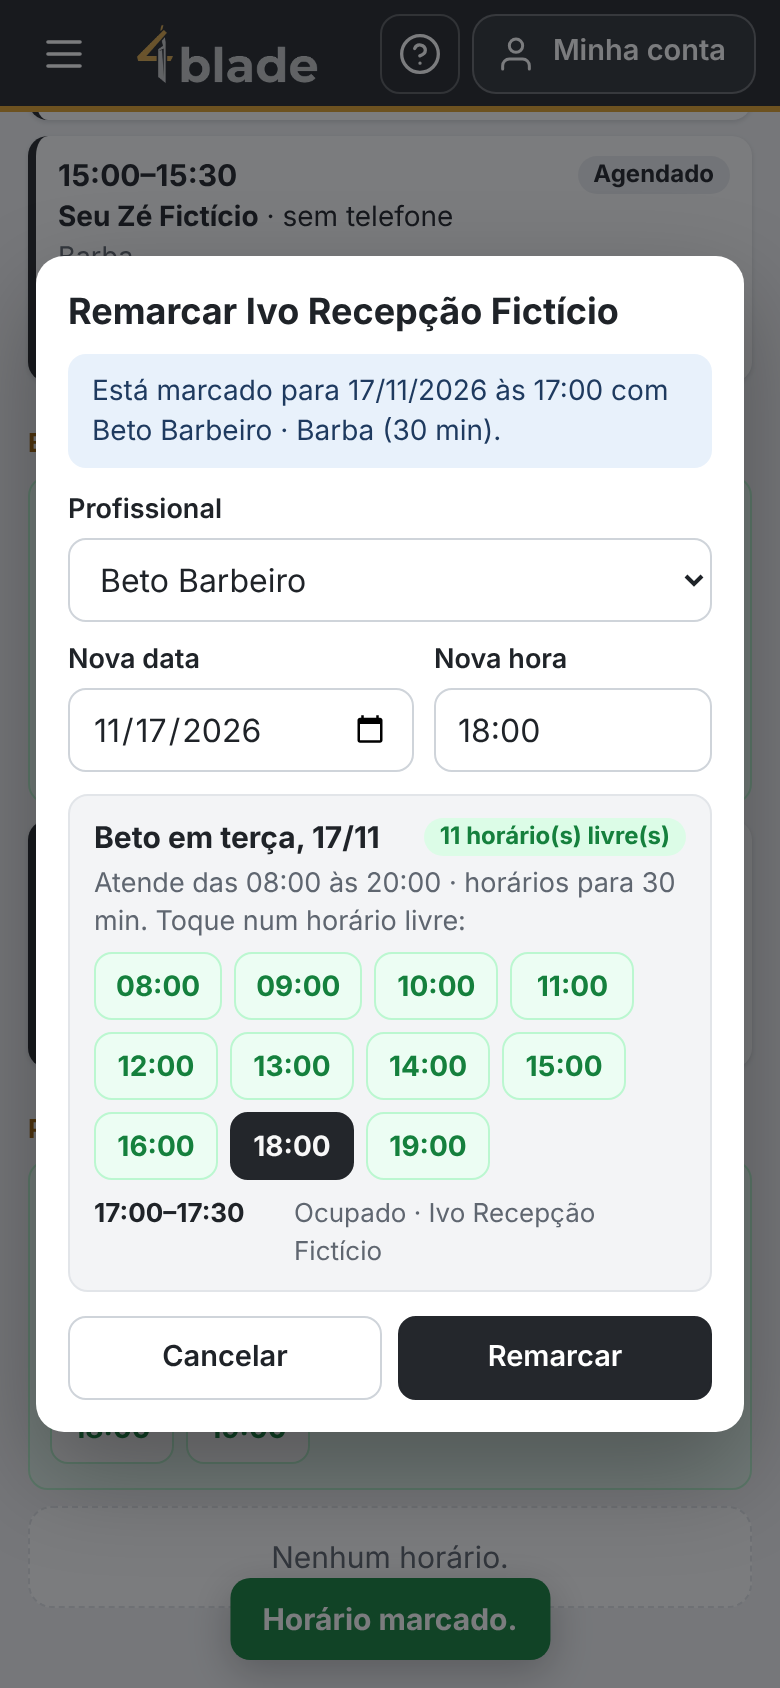 4blade
Minha conta
15:00–15:30
Agendado
Seu Zé Fictício · sem telefone
Barba
Remarcar Ivo Recepção Fictício
Está marcado para 17/11/2026 às 17:00 com
Beto Barbeiro · Barba (30 min).
Profissional
Beto Barbeiro
Nova data
Nova hora
11/17/2026
18:00
Beto em terça, 17/11
11 horário(s) livre(s)
Atende das 08:00 às 20:00 · horários para 30
min. Toque num horário livre:
08:00
09:00
10:00
11:00
12:00
13:00
14:00
15:00
16:00
18:00
19:00
17:00–17:30
Ocupado · Ivo Recepção
Fictício
Cancelar
Remarcar
Nenhum horário.
Horário marcado.